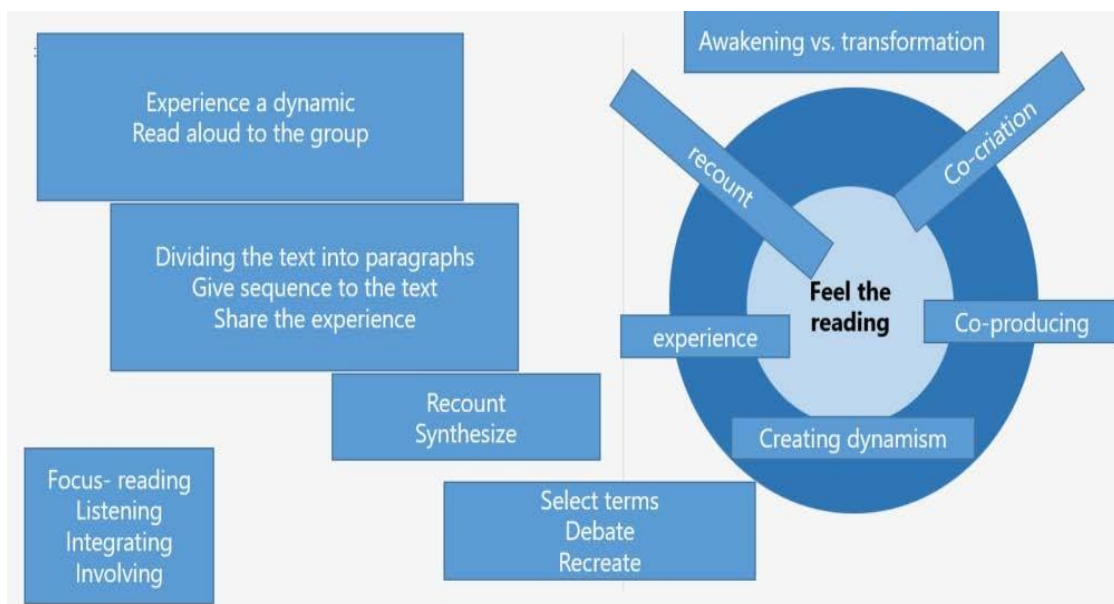 Experience a dynamic
Read aloud to the group
Dividing the text into paragraphs
Give sequence to the text
Share the experience
Recount
Synthesize
Focus- reading
Listening
Integrating
Involving
Select terms
Debate
Recreate
Awakening vs. transformation
recount
Co-criation
Feel the
reading
experience
Co-producing
Creating dynamism